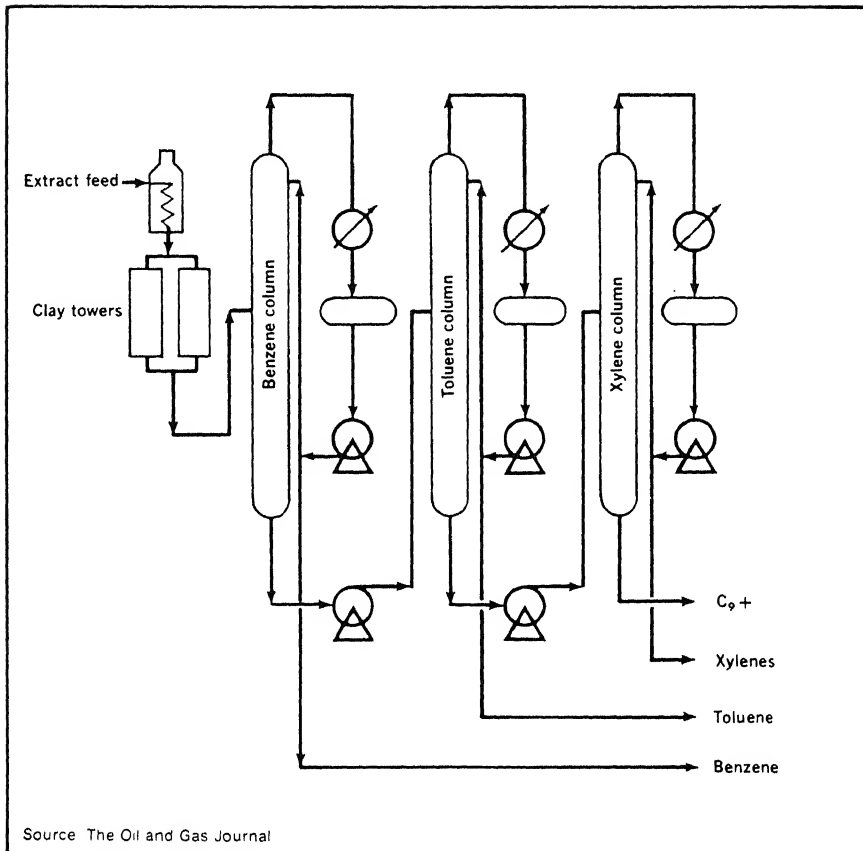 Extract feed
Clay towers
Benzene column
Toluene column
Xylene column
C₉+
Xylenes
Toluene
Benzene
Source The Oil and Gas Journal